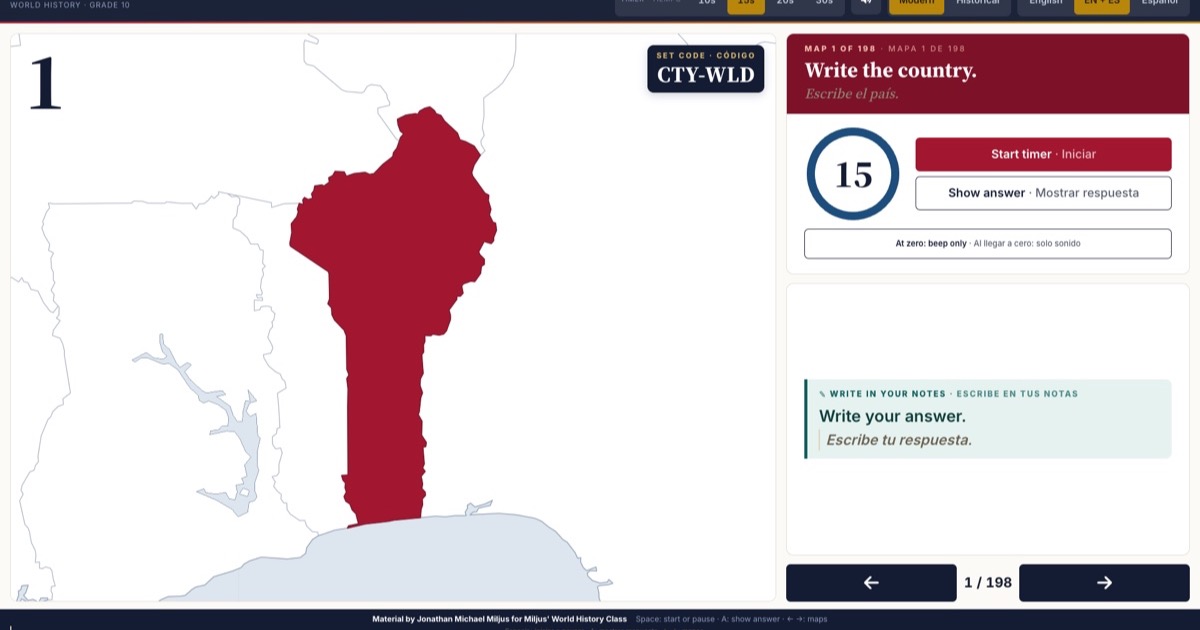 WORLD HISTORY · GRADE 10
10s 15s 20s 30s
Modern Historical English EN + ES Español
1
SET CODE · CÓDIGO
CTY-WLD
MAP 1 OF 198 · MAPA 1 DE 198
Write the country.
Escribe el país.
15
Start timer · Iniciar
Show answer · Mostrar respuesta
At zero: beep only · Al llegar a cero: solo sonido
✎ WRITE IN YOUR NOTES · ESCRIBE EN TUS NOTAS
Write your answer.
Escribe tu respuesta.
← 1 / 198 →
Material by Jonathan Michael Miljus for Miljus' World History Class Space: start or pause · A: show answer · ← →: maps